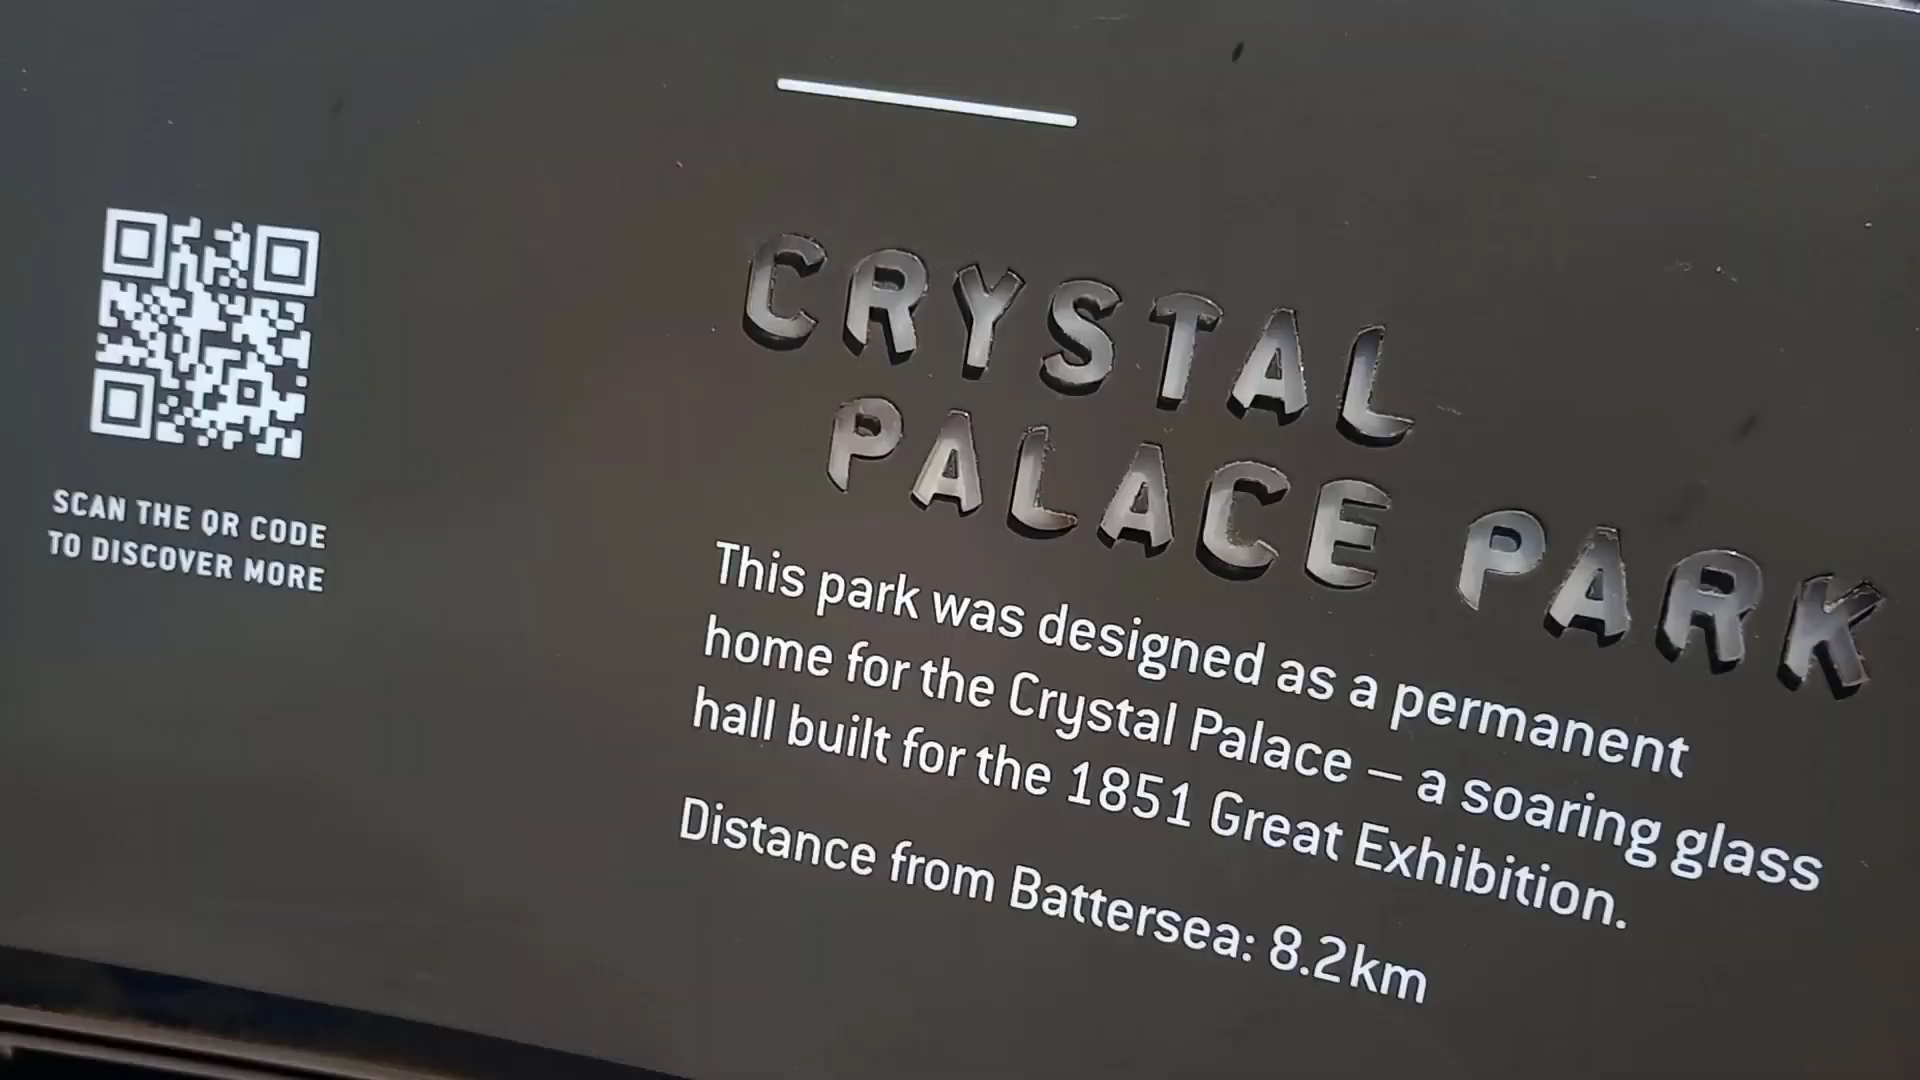 CRYSTAL
PALACE PARK
This park was designed as a permanent
home for the Crystal Palace – a soaring glass
hall built for the 1851 Great Exhibition.
Distance from Battersea: 8.2km
SCAN THE QR CODE
TO DISCOVER MORE